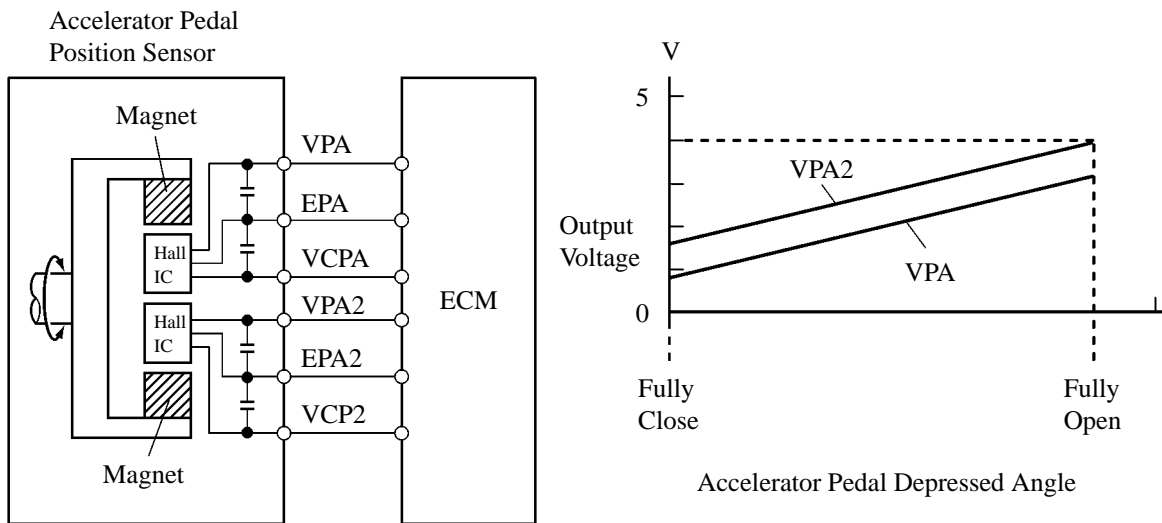 Accelerator Pedal
Position Sensor
Magnet
Hall
IC
Hall
IC
Magnet
VPA
EPA
VCPA
VPA2
EPA2
VCP2
ECM
V
5
Output
Voltage
0
VPA2
VPA
Fully
Close
Fully
Open
Accelerator Pedal Depressed Angle